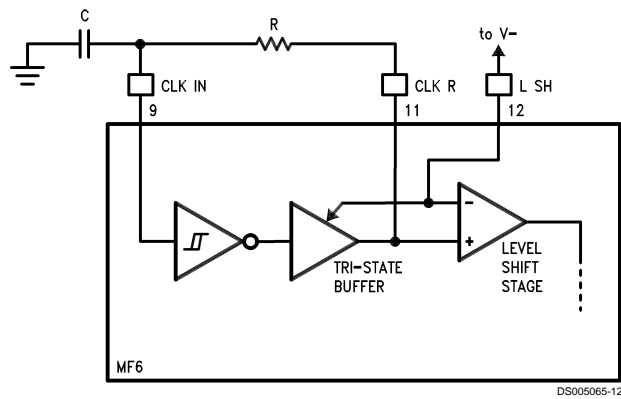 C
R
to V-
CLK IN
CLK R
L SH
9
11
12
-
+
TRI-STATE
BUFFER
LEVEL
SHIFT
STAGE
MF6
DS005065-12